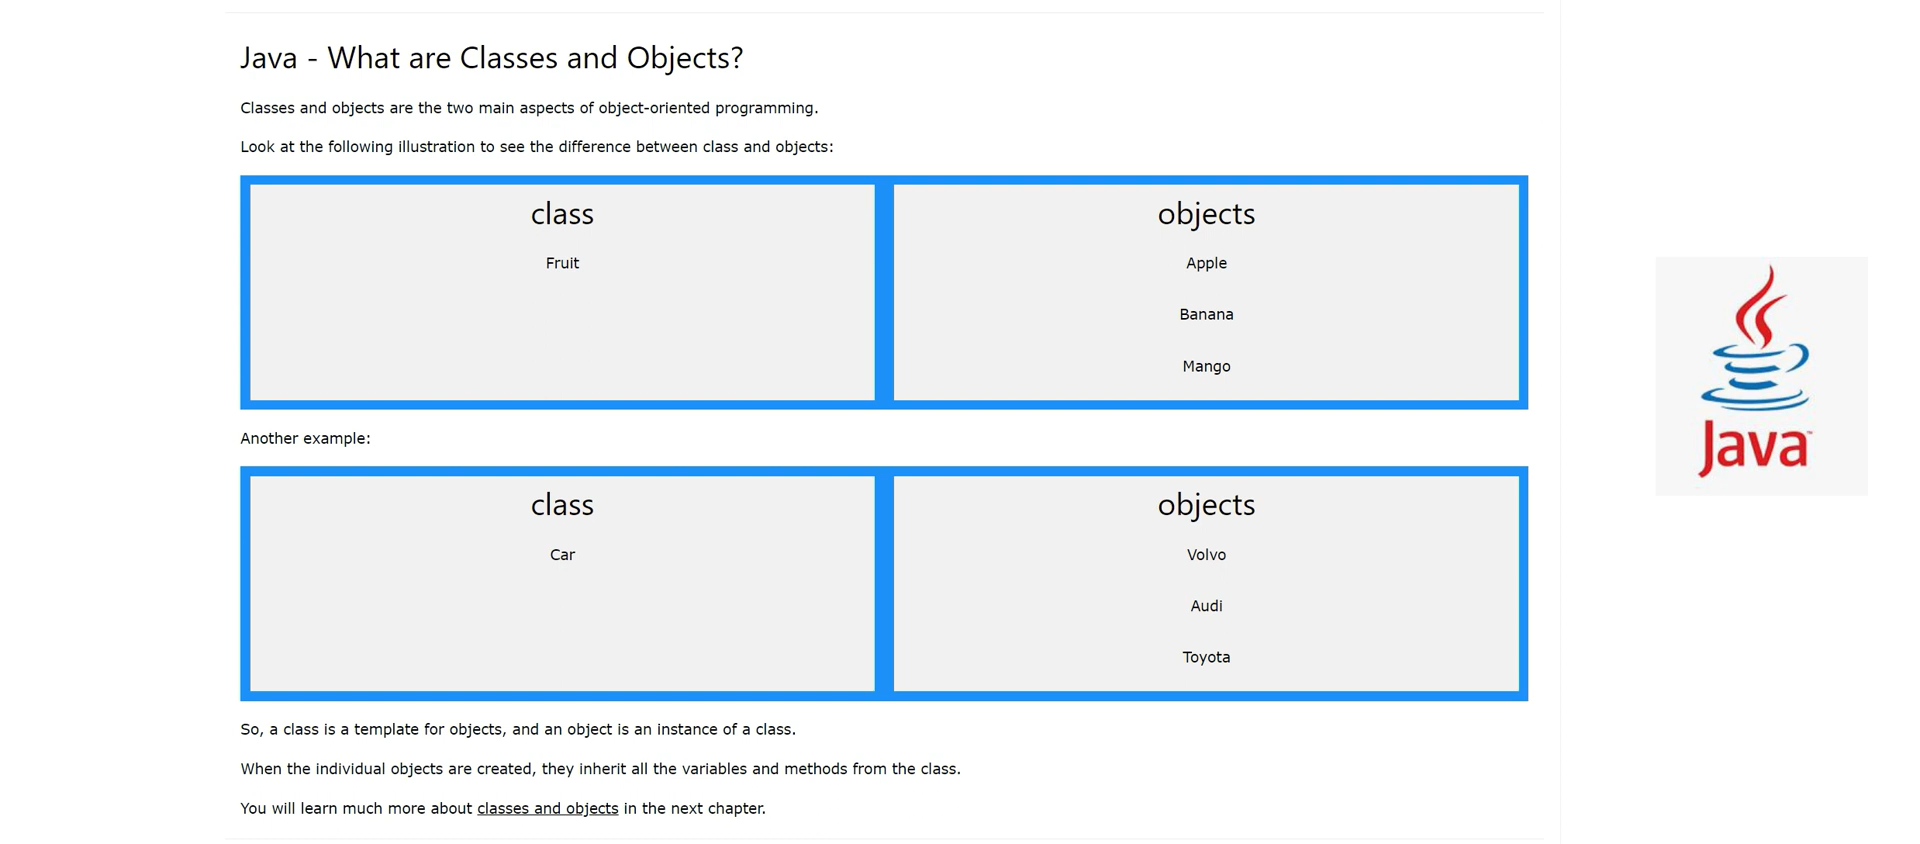 Java - What are Classes and Objects?
Classes and objects are the two main aspects of object-oriented programming.
Look at the following illustration to see the difference between class and objects:
class
Fruit
objects
Apple
Banana
Mango
Another example:
class
Car
objects
Volvo
Audi
Toyota
So, a class is a template for objects, and an object is an instance of a class.
When the individual objects are created, they inherit all the variables and methods from the class.
You will learn much more about classes and objects in the next chapter.
Java™